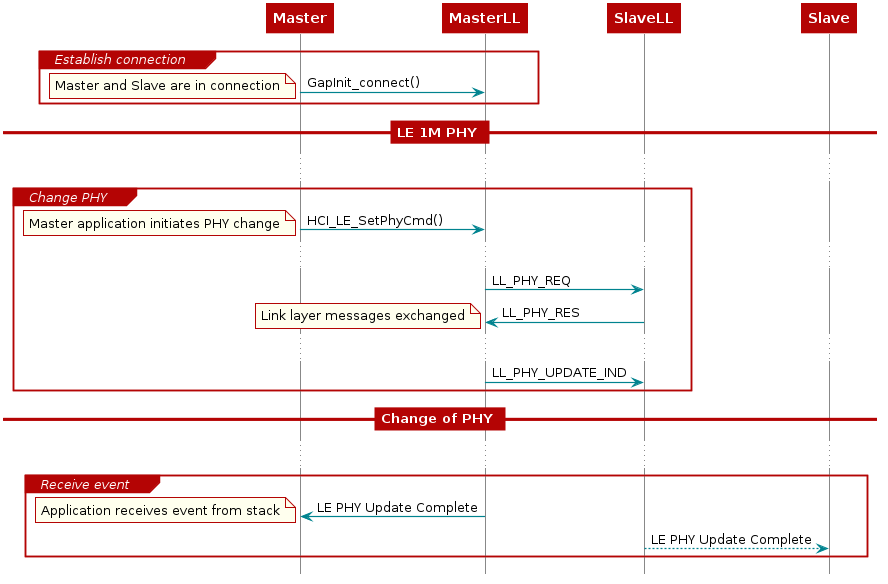 Master
MasterLL
SlaveLL
Slave
Establish connection
Master and Slave are in connection
GapInit_connect()
LE 1M PHY
Change PHY
Master application initiates PHY change
HCI_LE_SetPhyCmd()
LL_PHY_REQ
Link layer messages exchanged
LL_PHY_RES
LL_PHY_UPDATE_IND
Change of PHY
Receive event
Application receives event from stack
LE PHY Update Complete
LE PHY Update Complete